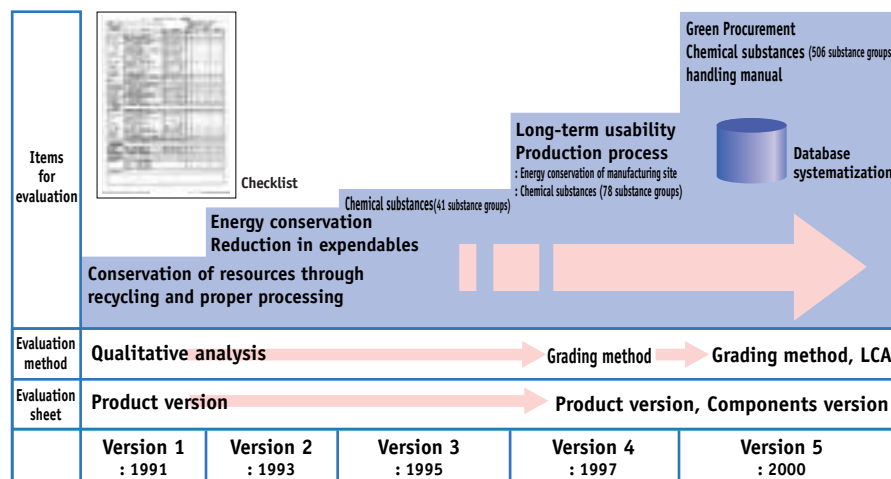 Items
for
evaluation
Checklist
Conservation of resources through
recycling and proper processing
Energy conservation
Reduction in expendables
Chemical substances(41 substance groups)
Long-term usability
Production process
: Energy conservation of manufacturing site
: Chemical substances (78 substance groups)
Green Procurement
Chemical substances (506 substance groups
handling manual
Database
systematization
Evaluation
method
Qualitative analysis
Grading method
Grading method, LCA
Evaluation
sheet
Product version
Product version, Components version
Version 1
: 1991
Version 2
: 1993
Version 3
: 1995
Version 4
: 1997
Version 5
: 2000